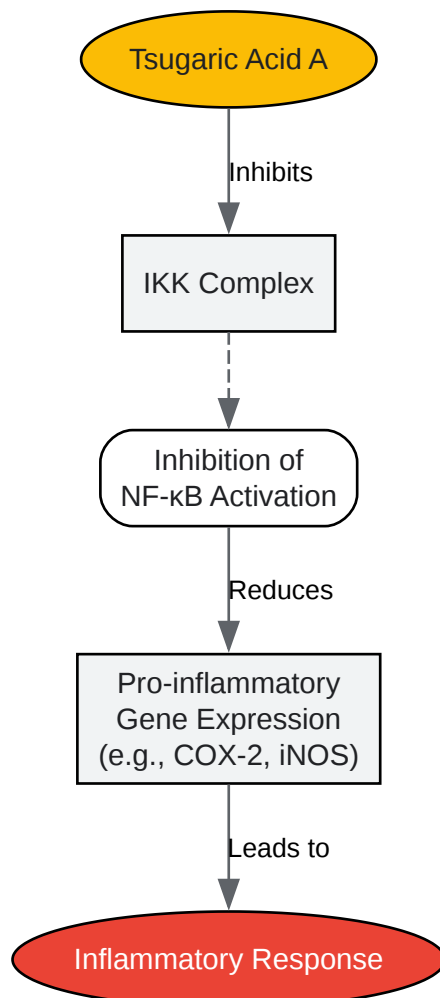 Tsugaric Acid A
Inhibits
IKK Complex
Inhibition of
NF-κB Activation
Reduces
Pro-inflammatory
Gene Expression
(e.g., COX-2, iNOS)
Leads to
Inflammatory Response